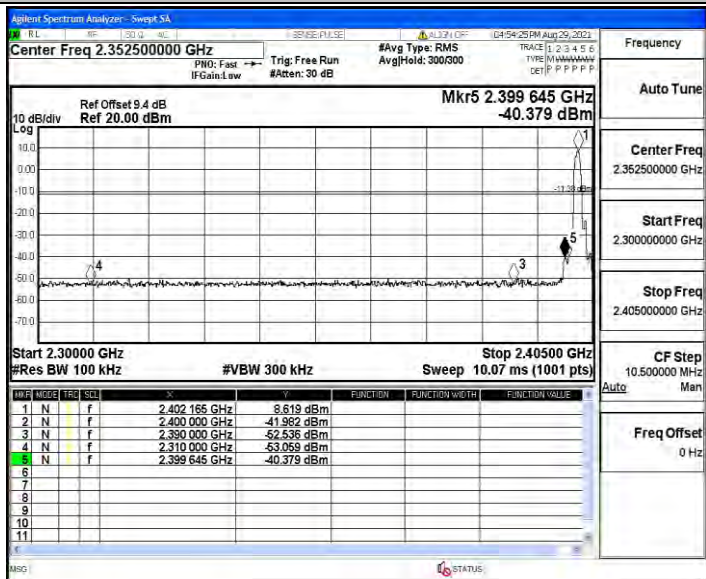 Agilent Spectrum Analyzer - Swept SA
RL RF 50 Ω AC SENSE:PULSE ALIGN OFF 04:54:25 PM Aug 29, 2021
Center Freq 2.352500000 GHz
PNO: Fast
IFGain:Low
Trig: Free Run
#Atten: 30 dB
#Avg Type: RMS
Avg|Hold: 300/300
TRACE 1 2 3 4 5 6
TYPE M
DET P P P P P P
Frequency
Ref Offset 9.4 dB
10 dB/div Ref 20.00 dBm
Log
Mkr5 2.399 645 GHz
-40.379 dBm
10.0
0.00
-10.0
-20.0
-30.0
-40.0
-50.0
-60.0
-70.0
1
5
4
3
Start 2.30000 GHz Stop 2.40500 GHz
#Res BW 100 kHz #VBW 300 kHz Sweep 10.07 ms (1001 pts)
MKR MODE TRC SCL X Y FUNCTION FUNCTION WIDTH FUNCTION VALUE
1 N f 2.402 165 GHz 8.619 dBm
2 N f 2.400 000 GHz -41.982 dBm
3 N f 2.390 000 GHz -52.536 dBm
4 N f 2.310 000 GHz -53.059 dBm
5 N f 2.399 645 GHz -40.379 dBm
6
7
8
9
10
11
MSG STATUS
Auto Tune
Center Freq
2.352500000 GHz
Start Freq
2.300000000 GHz
Stop Freq
2.405000000 GHz
CF Step
10.500000 MHz
Auto Man
Freq Offset
0 Hz